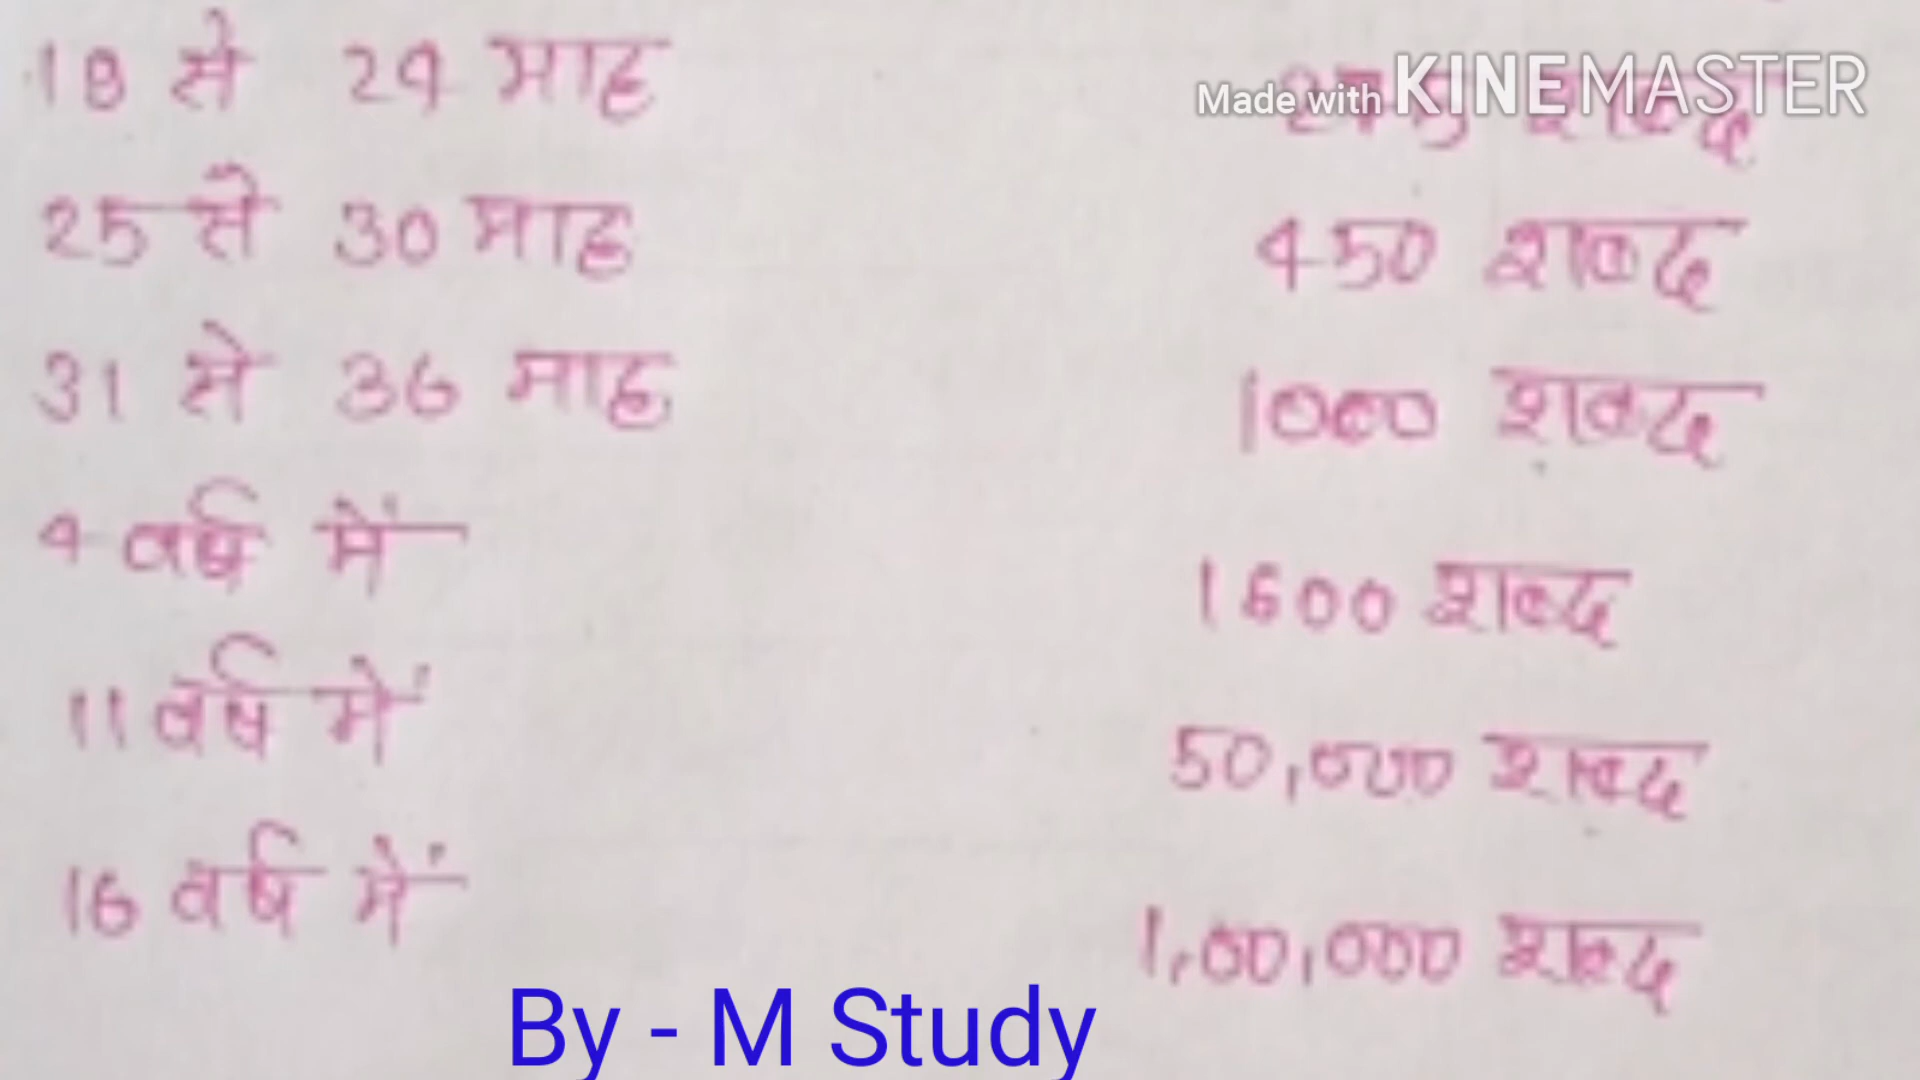 18 से 24 माह
Made with KINEMASTER
शब्द
25 से 30 माह 450 शब्द
31 से 36 माह 1000 शब्द
4 वर्ष में 1600 शब्द
11 वर्ष में 50,000 शब्द
16 वर्ष में 1,00,000 शब्द
By - M Study